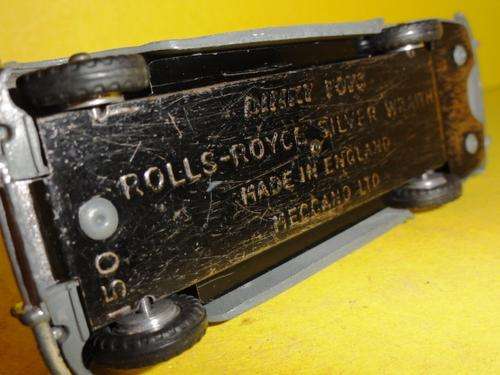 DINKY TOYS
ROLLS-ROYCE SILVER WRAITH
MADE IN ENGLAND
MECCANO LTD
150